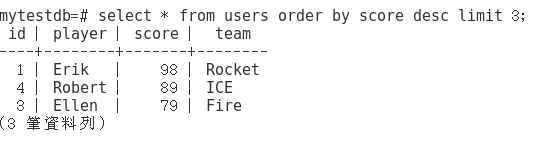 mytestdb=# select * from users order by score desc limit 3;
 id | player | score |  team
----+--------+-------+--------
  1 | Erik   |    98 | Rocket
  4 | Robert |    89 | ICE
  3 | Ellen  |    79 | Fire
(3 筆資料列)